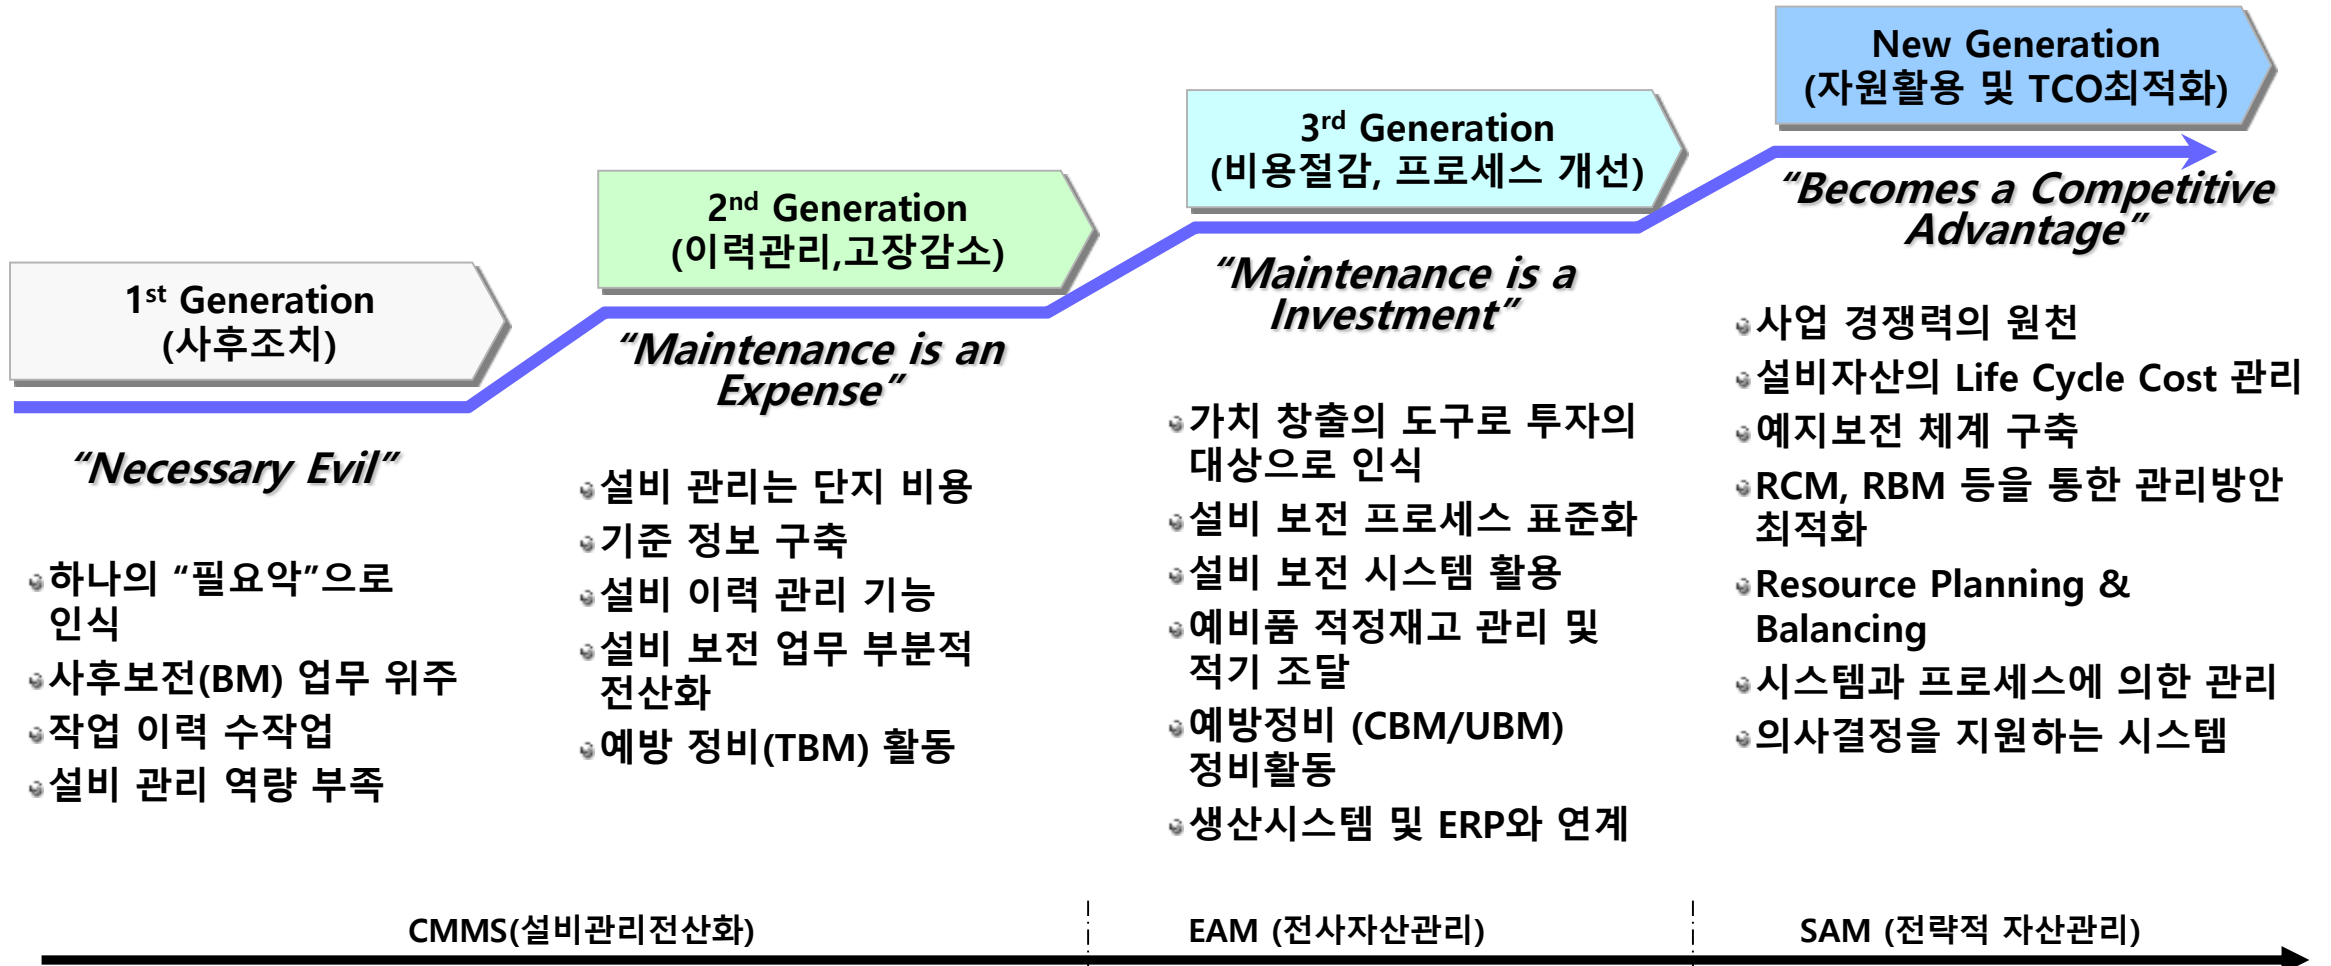 1st Generation
(사후조치)
“Necessary Evil”
하나의 “필요악”으로
인식
사후보전(BM) 업무 위주
작업 이력 수작업
설비 관리 역량 부족
2nd Generation
(이력관리,고장감소)
“Maintenance is an
Expense”
설비 관리는 단지 비용
기준 정보 구축
설비 이력 관리 기능
설비 보전 업무 부분적
전산화
예방 정비(TBM) 활동
3rd Generation
(비용절감, 프로세스 개선)
“Maintenance is a
Investment”
가치 창출의 도구로 투자의
대상으로 인식
설비 보전 프로세스 표준화
설비 보전 시스템 활용
예비품 적정재고 관리 및
적기 조달
예방정비 (CBM/UBM)
정비활동
생산시스템 및 ERP와 연계
New Generation
(자원활용 및 TCO최적화)
“Becomes a Competitive
Advantage”
사업 경쟁력의 원천
설비자산의 Life Cycle Cost 관리
예지보전 체계 구축
RCM, RBM 등을 통한 관리방안
최적화
Resource Planning &
Balancing
시스템과 프로세스에 의한 관리
의사결정을 지원하는 시스템
CMMS(설비관리전산화)
EAM (전사자산관리)
SAM (전략적 자산관리)